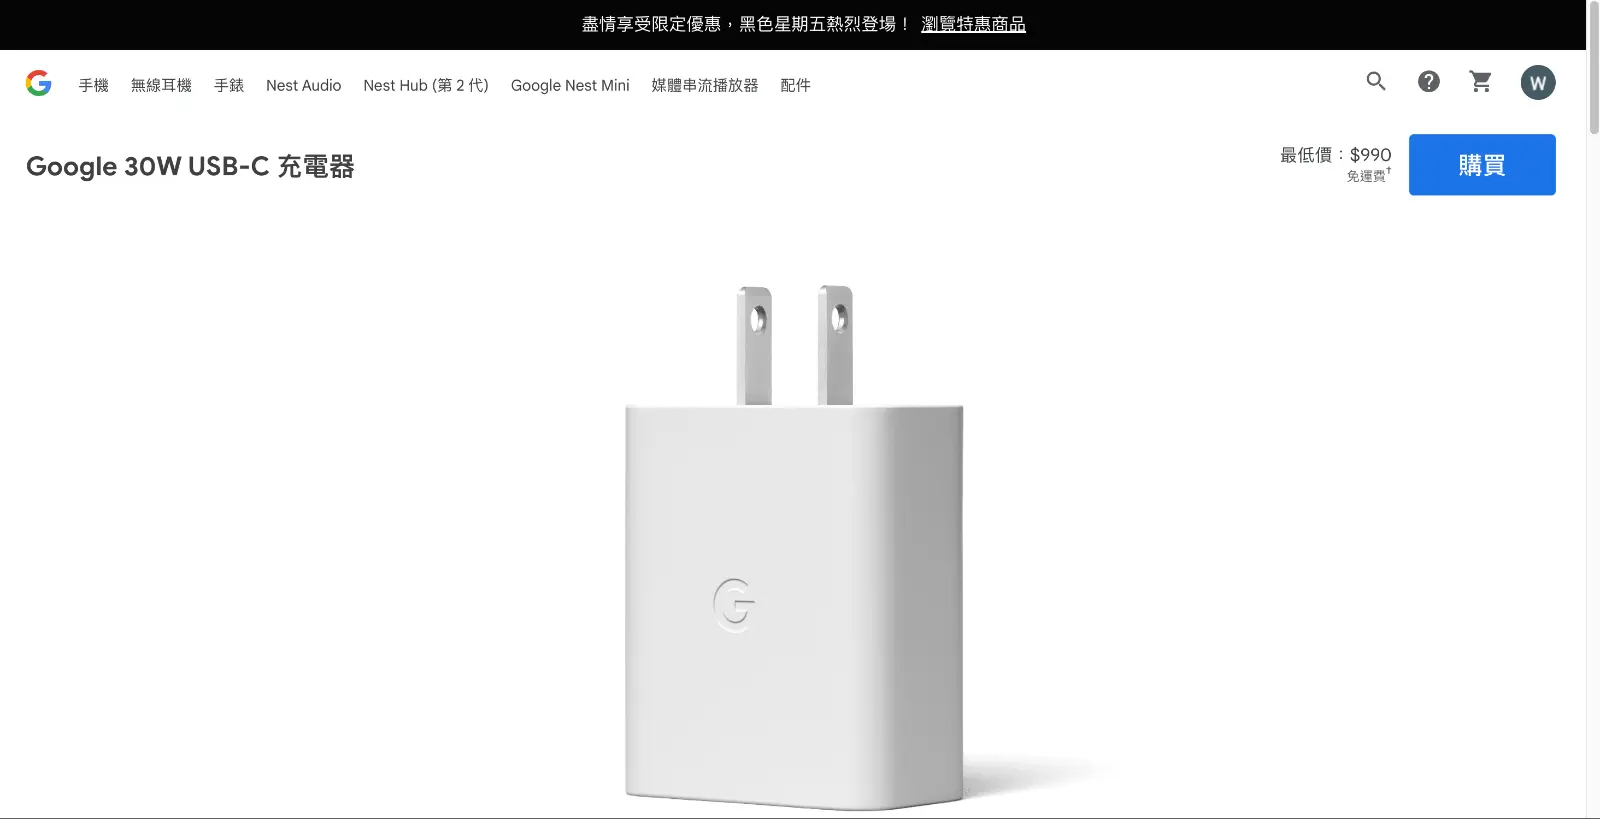 盡情享受限定優惠，黑色星期五熱烈登場！ 瀏覽特惠商品
手機 無線耳機 手錶 Nest Audio Nest Hub (第 2 代) Google Nest Mini 媒體串流播放器 配件
W
Google 30W USB-C 充電器
最低價：$990
免運費†
購買
G